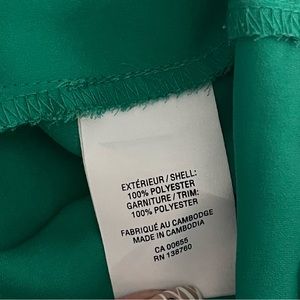 EXTÉRIEUR / SHELL:
100% POLYESTER
GARNITURE / TRIM:
100% POLYESTER
FABRIQUÉ AU CAMBODGE
MADE IN CAMBODIA
CA 00655
RN 138760